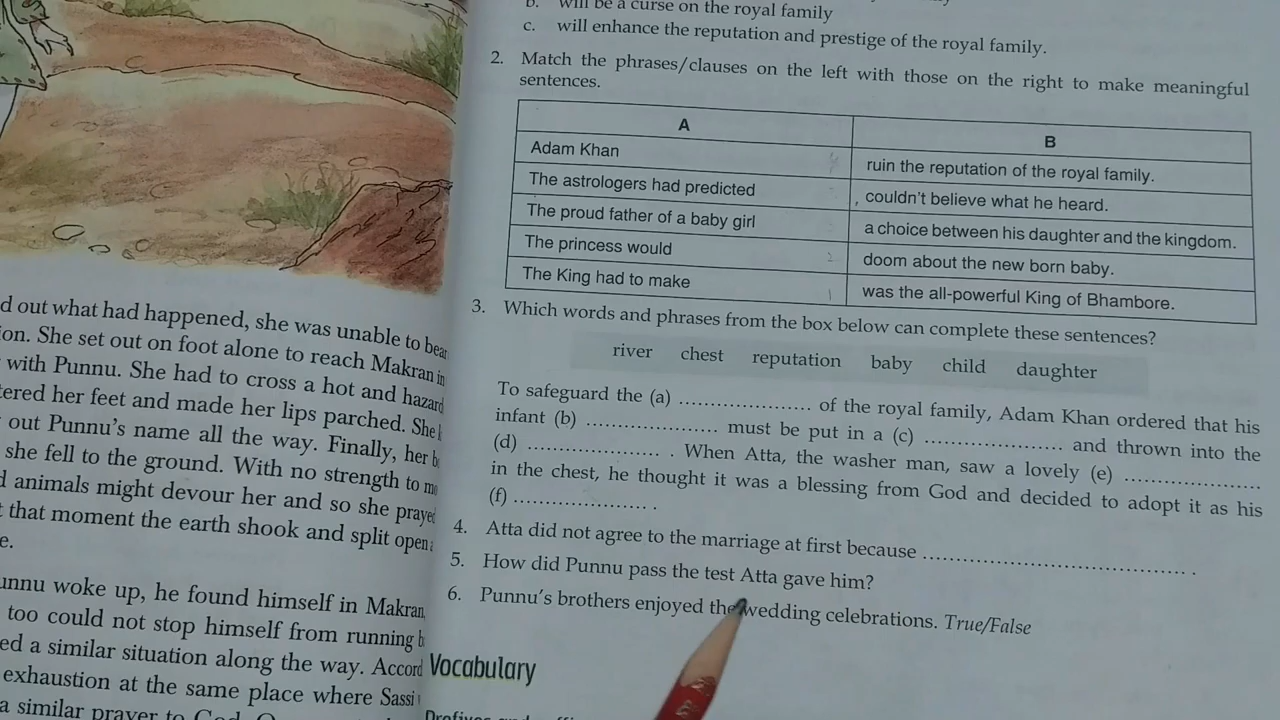 d out what had happened, she was unable to bear
ion. She set out on foot alone to reach Makran in
with Punnu. She had to cross a hot and hazard
tered her feet and made her lips parched. She
out Punnu's name all the way. Finally, her
she fell to the ground. With no strength to
d animals might devour her and so she prayed
t that moment the earth shook and split open
e.
unnu woke up, he found himself in Makran,
too could not stop himself from running
ed a similar situation along the way. Accord
exhaustion at the same place where Sassi
a similar prayer to God.
b. will be a curse on the royal family
c. will enhance the reputation and prestige of the royal family.
2. Match the phrases/clauses on the left with those on the right to make meaningful
sentences.
A B
Adam Khan ruin the reputation of the royal family.
The astrologers had predicted , couldn't believe what he heard.
The proud father of a baby girl a choice between his daughter and the kingdom.
The princess would doom about the new born baby.
The King had to make was the all-powerful King of Bhambore.
3. Which words and phrases from the box below can complete these sentences?
river chest reputation baby child daughter
To safeguard the (a) .................... of the royal family, Adam Khan ordered that his
infant (b) .................... must be put in a (c) ..................... and thrown into the
(d) .................... . When Atta, the washer man, saw a lovely (e) .....................
in the chest, he thought it was a blessing from God and decided to adopt it as his
(f) .................... .
4. Atta did not agree to the marriage at first because ........................................ .
5. How did Punnu pass the test Atta gave him?
6. Punnu's brothers enjoyed the wedding celebrations. True/False
Vocabulary